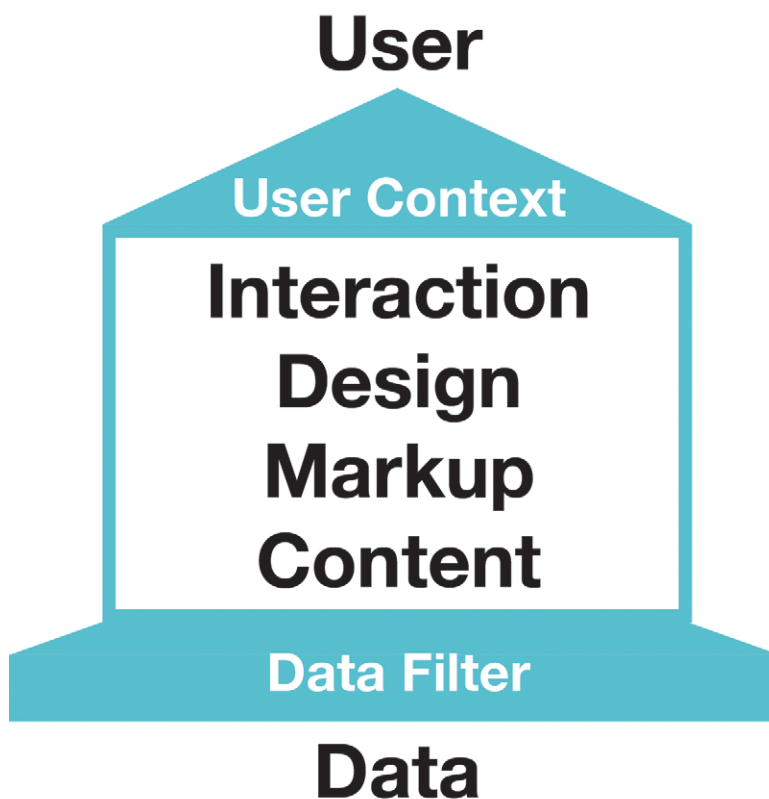 User
User Context
Interaction
Design
Markup
Content
Data Filter
Data